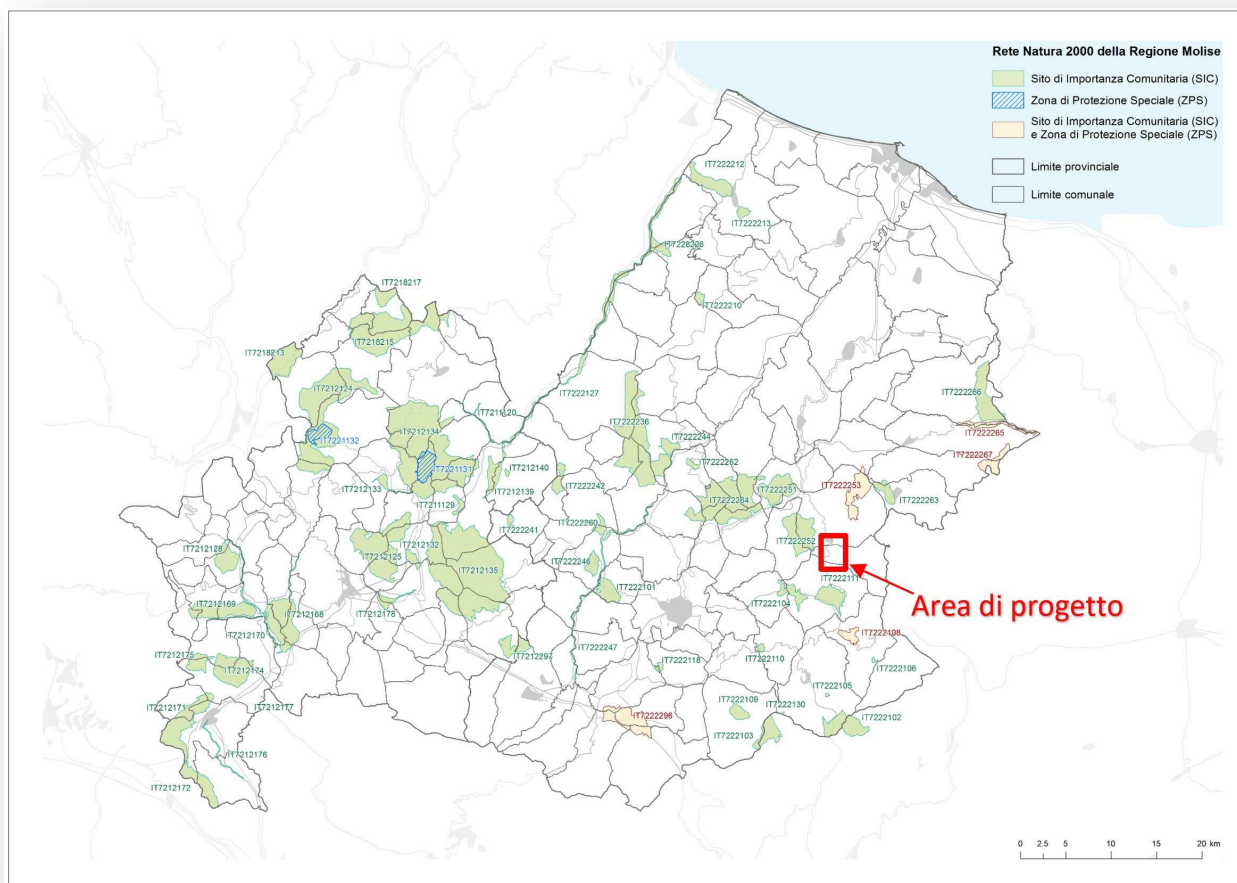 Rete Natura 2000 della Regione Molise
Sito di Importanza Comunitaria (SIC)
Zona di Protezione Speciale (ZPS)
Sito di Importanza Comunitaria (SIC)
e Zona di Protezione Speciale (ZPS)
Limite provinciale
Limite comunale
IT7222212
IT7222213
IT7228226
IT7218217
IT7222210
IT7218215
IT7218213
IT7212124
IT7222127
IT7222266
IT7211120
IT7221132
IT7212134
IT7222236
IT7222265
IT7222244
IT7222267
IT7221131
IT7222262
IT7212140
IT7222253
IT7212133
IT7212139
IT7222242
IT7222264
IT7222251
IT7222263
IT7211129
IT7222241
IT7222260
IT7222252
IT7212128
IT7212125
IT7212132
IT7212135
IT7222246
IT7222111
IT7222101
IT7222104
Area di progetto
IT7212169
IT7212168
IT7212178
IT7212170
IT7222108
IT7212297
IT7222247
IT7222118
IT7222110
IT7222106
IT7212175
IT7212174
IT7222105
IT7212171
IT7212177
IT7222109
IT7222130
IT7222102
IT7222296
IT7222103
IT7212176
IT7212172
0 2.5 5 10 15 20 km